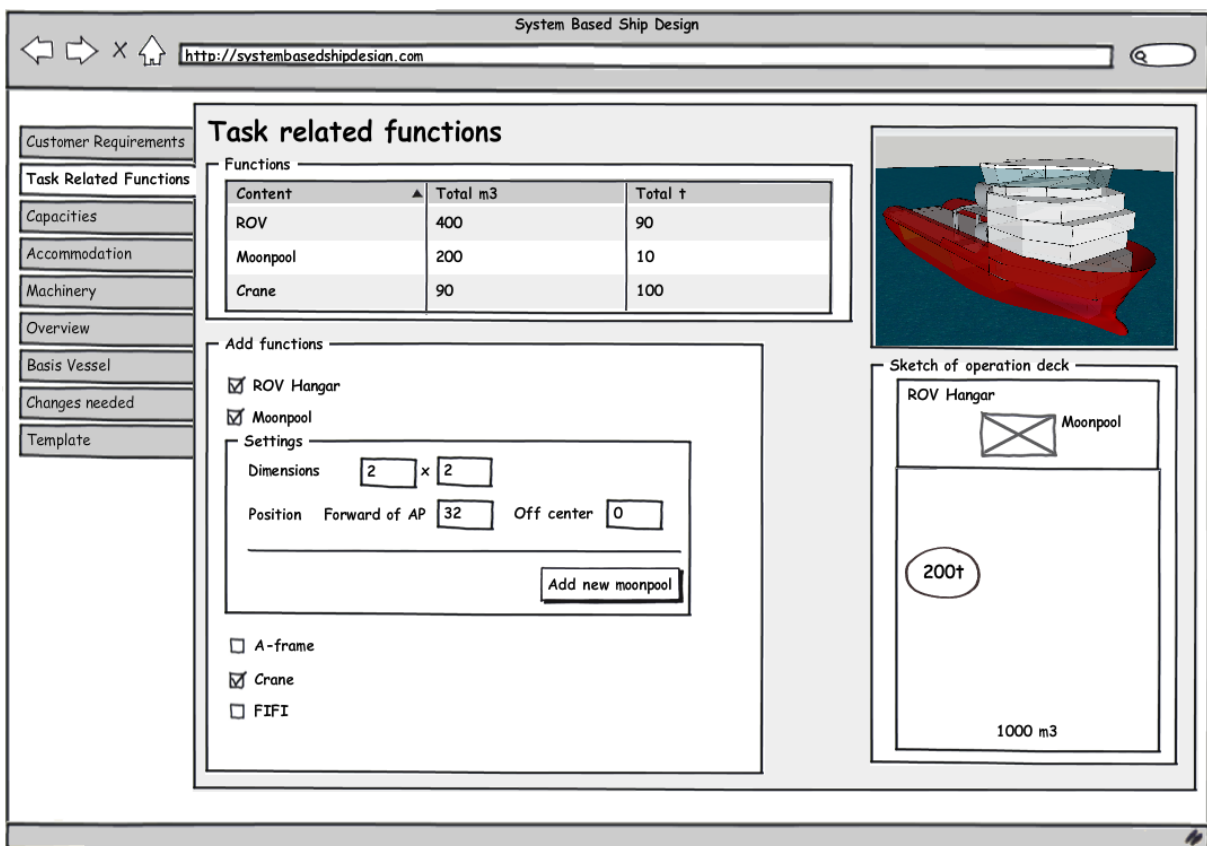 System Based Ship Design
http://systembasedshipdesign.com
Customer Requirements
Task Related Functions
Capacities
Accommodation
Machinery
Overview
Basis Vessel
Changes needed
Template
Task related functions
Functions
Content Total m3 Total t
ROV 400 90
Moonpool 200 10
Crane 90 100
Add functions
ROV Hangar
Moonpool
Settings
Dimensions 2 x 2
Position Forward of AP 32 Off center 0
Add new moonpool
A-frame
Crane
FIFI
Sketch of operation deck
ROV Hangar
Moonpool
200t
1000 m3